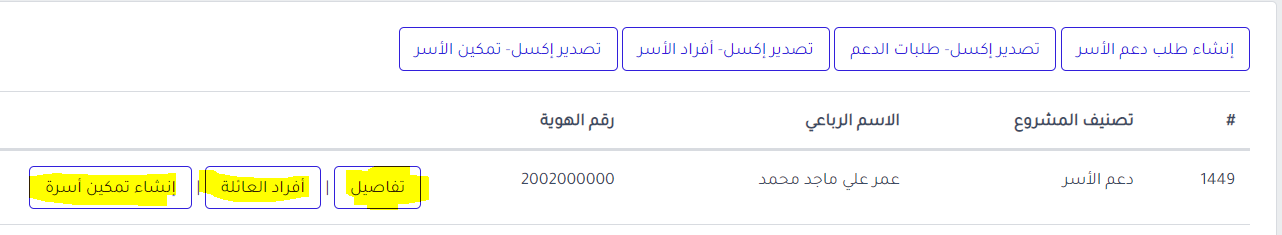 إنشاء طلب دعم الأسر تصدير إكسل- طلبات الدعم تصدير إكسل- أفراد الأسر تصدير إكسل- تمكين الأسر
# تصنيف المشروع الاسم الرباعي رقم الهوية
1449 دعم الأسر عمر علي ماجد محمد 2002000000 تفاصيل | أفراد العائلة | إنشاء تمكين أسرة